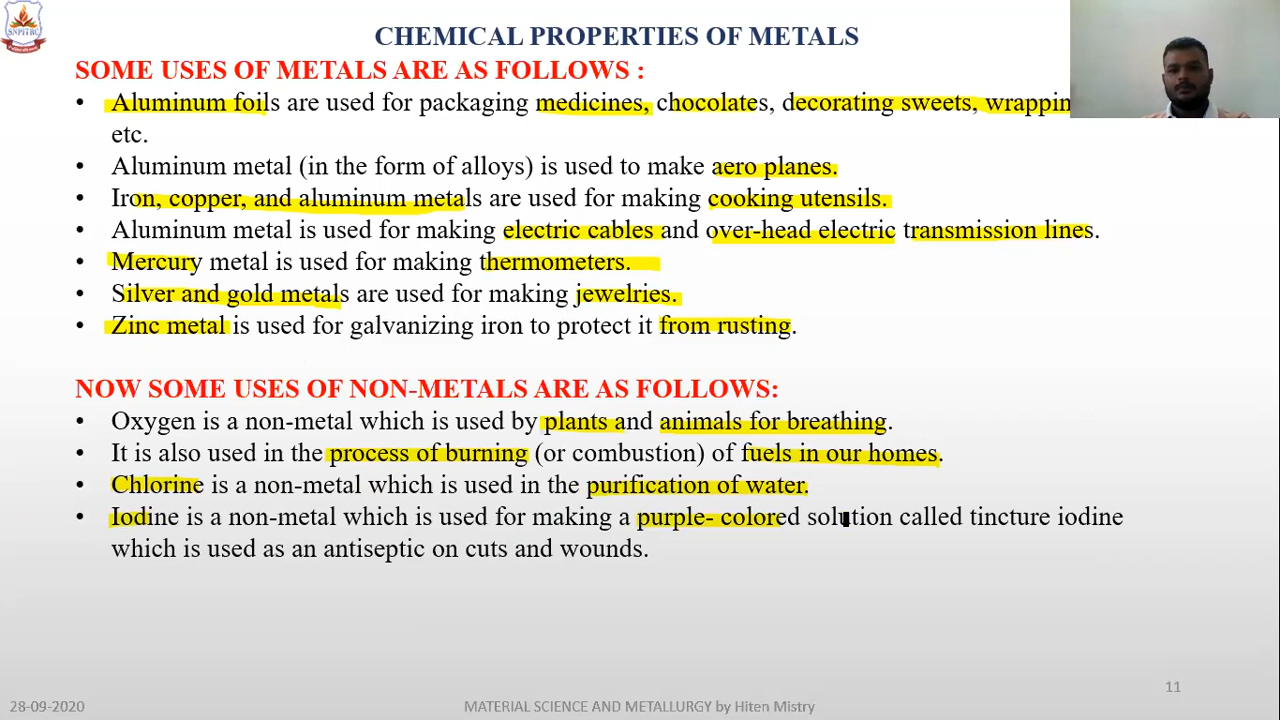 SNPITRC
CHEMICAL PROPERTIES OF METALS
SOME USES OF METALS ARE AS FOLLOWS :
• Aluminum foils are used for packaging medicines, chocolates, decorating sweets, wrappin
etc.
• Aluminum metal (in the form of alloys) is used to make aero planes.
• Iron, copper, and aluminum metals are used for making cooking utensils.
• Aluminum metal is used for making electric cables and over-head electric transmission lines.
• Mercury metal is used for making thermometers.
• Silver and gold metals are used for making jewelries.
• Zinc metal is used for galvanizing iron to protect it from rusting.
NOW SOME USES OF NON-METALS ARE AS FOLLOWS:
• Oxygen is a non-metal which is used by plants and animals for breathing.
• It is also used in the process of burning (or combustion) of fuels in our homes.
• Chlorine is a non-metal which is used in the purification of water.
• Iodine is a non-metal which is used for making a purple- colored solution called tincture iodine
which is used as an antiseptic on cuts and wounds.
11
28-09-2020
MATERIAL SCIENCE AND METALLURGY by Hiten Mistry